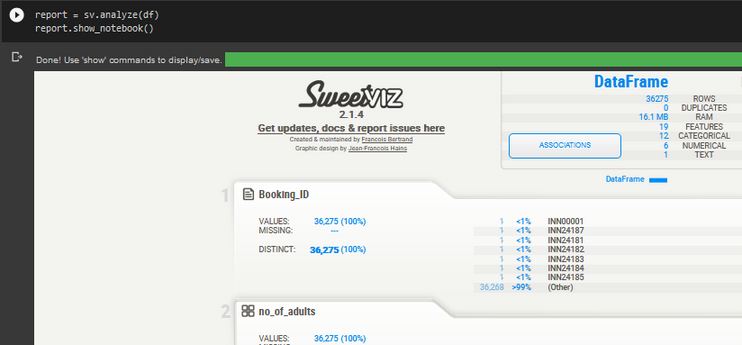 report = sv.analyze(df)
report.show_notebook()
Done! Use 'show' commands to display/save.
SweetVIZ
2.1.4
Get updates, docs & report issues here
Created & maintained by Francois Bertrand
Graphic design by Jean-Francois Hains
DataFrame
36275 ROWS
0 DUPLICATES
16.1 MB RAM
19 FEATURES
12 CATEGORICAL
6 NUMERICAL
1 TEXT
ASSOCIATIONS
DataFrame
1 Booking_ID
VALUES: 36,275 (100%)
MISSING: ---
DISTINCT: 36,275 (100%)
1 <1% INN00001
1 <1% INN24187
1 <1% INN24181
1 <1% INN24182
1 <1% INN24183
1 <1% INN24184
1 <1% INN24185
36,268 >99% (Other)
2 no_of_adults
VALUES: 36,275 (100%)